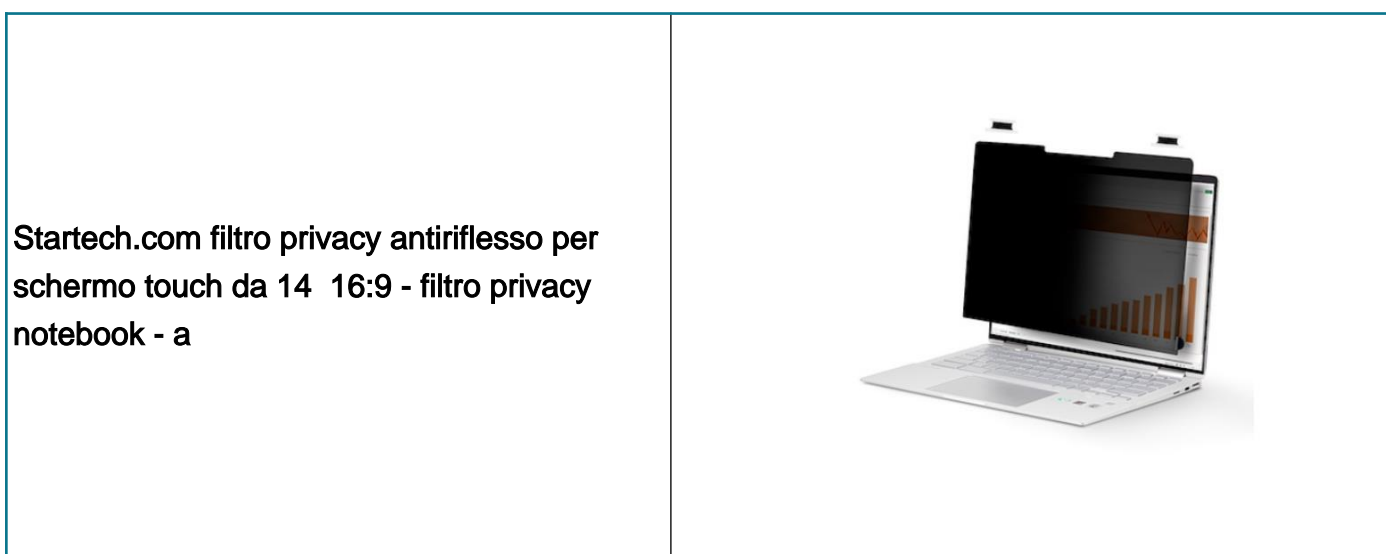 Startech.com filtro privacy antiriflesso per
schermo touch da 14  16:9 - filtro privacy
notebook - a